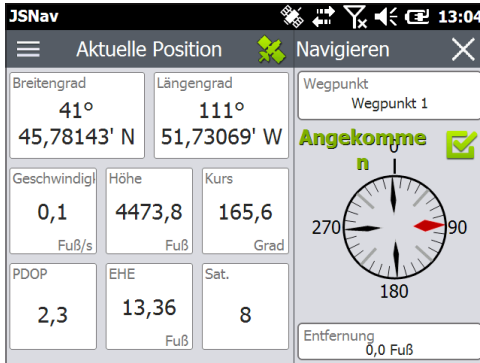 JSNav 13:04
Aktuelle Position
Navigieren
Breitengrad
41°
45,78143' N
Längengrad
111°
51,73069' W
Geschwindigk
0,1
Fuß/s
Höhe
4473,8
Fuß
Kurs
165,6
Grad
PDOP
2,3
EHE
13,36
Fuß
Sat.
8
Wegpunkt
Wegpunkt 1
Angekomme
n
0
270
90
180
Entfernung
0,0 Fuß